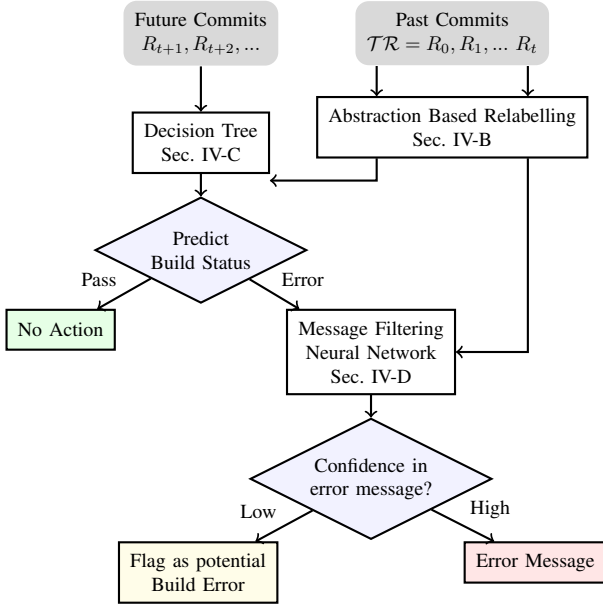 Future Commits
R_{t+1}, R_{t+2}, ...
Past Commits
𝒯ℛ = R_0, R_1, ... R_t
Decision Tree
Sec. IV-C
Abstraction Based Relabelling
Sec. IV-B
Predict
Build Status
Pass
Error
No Action
Message Filtering
Neural Network
Sec. IV-D
Confidence in
error message?
Low
High
Flag as potential
Build Error
Error Message